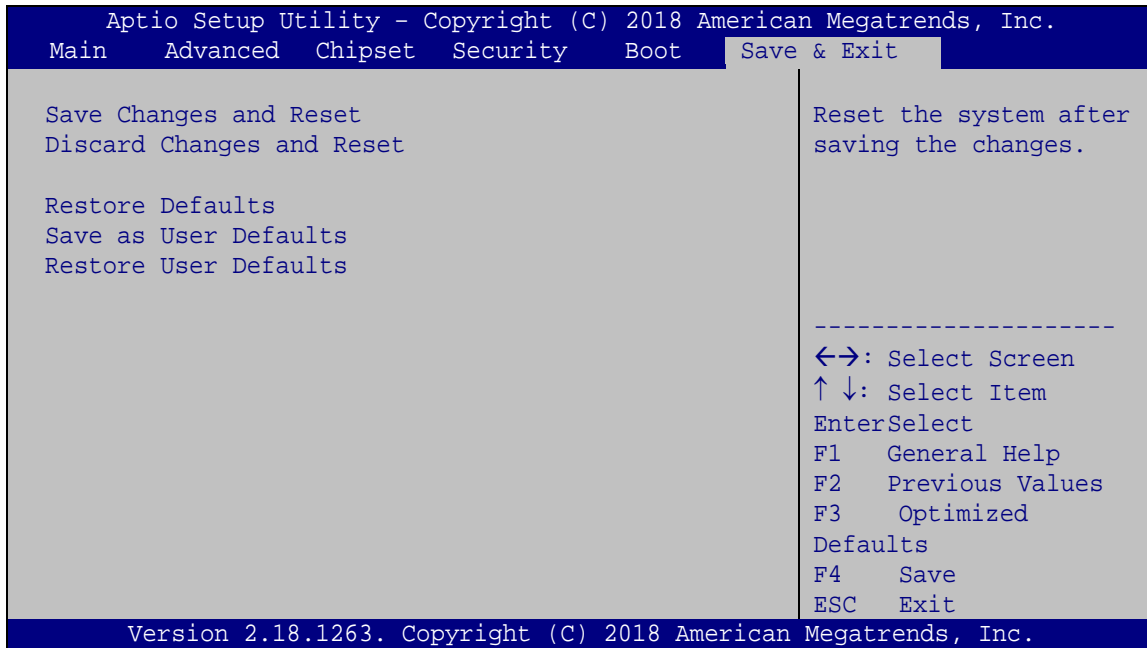 Aptio Setup Utility – Copyright (C) 2018 American Megatrends, Inc.
Main Advanced Chipset Security Boot Save & Exit
Save Changes and Reset
Discard Changes and Reset
Restore Defaults
Save as User Defaults
Restore User Defaults
Reset the system after
saving the changes.
---------------------
←→: Select Screen
↑ ↓: Select Item
EnterSelect
F1 General Help
F2 Previous Values
F3 Optimized
Defaults
F4 Save
ESC Exit
Version 2.18.1263. Copyright (C) 2018 American Megatrends, Inc.